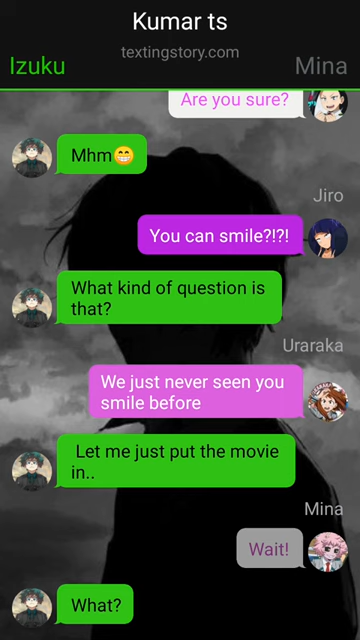 Kumar ts
textingstory.com
Izuku
Mina
Are you sure?
Mhm😁
Jiro
You can smile?!?!
What kind of question is
that?
Uraraka
We just never seen you
smile before
Let me just put the movie
in..
Mina
Wait!
What?